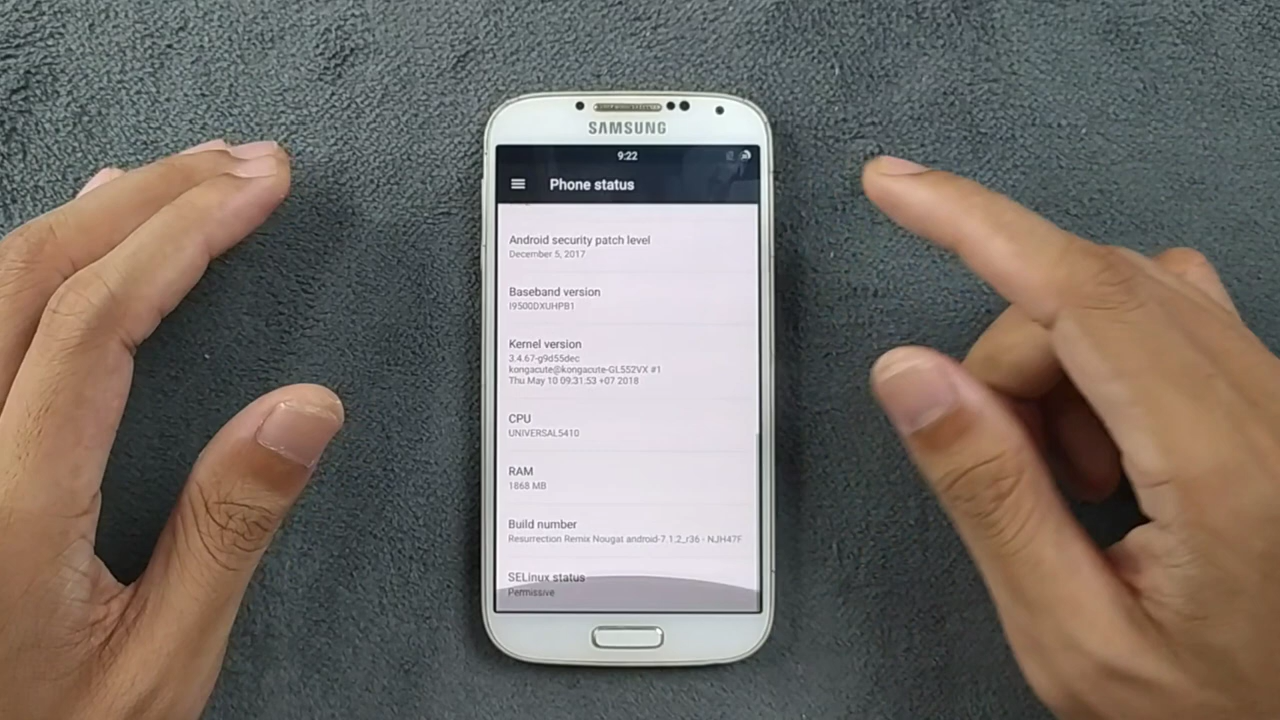 SAMSUNG
9:22
Phone status
Android security patch level
December 5, 2017
Baseband version
I9500DXUHPB1
Kernel version
3.4.67-g9d55dec
kongacute@kongacute-GL552VX #1
Thu May 10 09:31:53 +07 2018
CPU
UNIVERSAL5410
RAM
1868 MB
Build number
Resurrection Remix Nougat android-7.1.2_r36 - NJH47F
SELinux status
Permissive